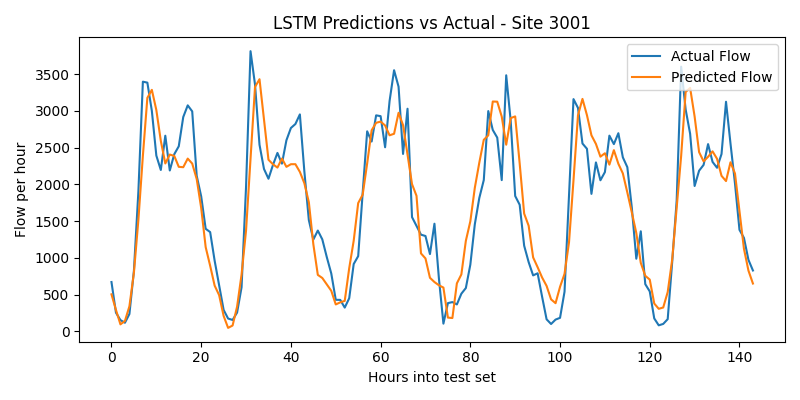 LSTM Predictions vs Actual - Site 3001
Actual Flow
Predicted Flow
Flow per hour
3500
3000
2500
2000
1500
1000
500
0
0 20 40 60 80 100 120 140
Hours into test set